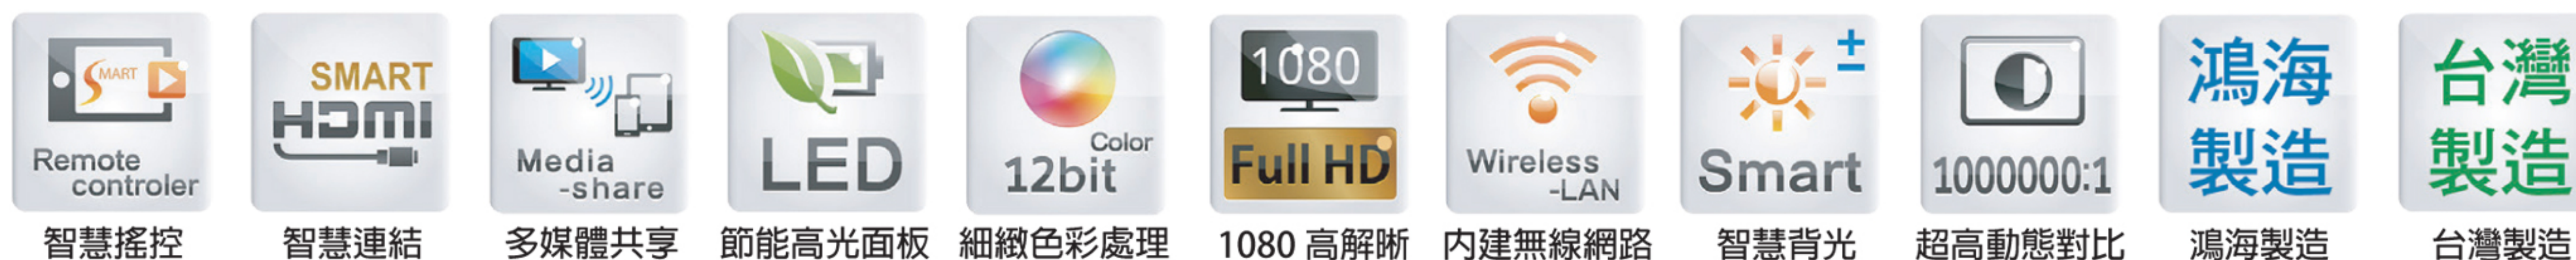 SMART
Remote
controler
智慧搖控
SMART
HDMI
智慧連結
Media
-share
多媒體共享
LED
節能高光面板
Color
12bit
細緻色彩處理
1080
Full HD
1080 高解晰
Wireless
-LAN
內建無線網路
Smart
智慧背光
1000000:1
超高動態對比
鴻海
製造
鴻海製造
台灣
製造
台灣製造